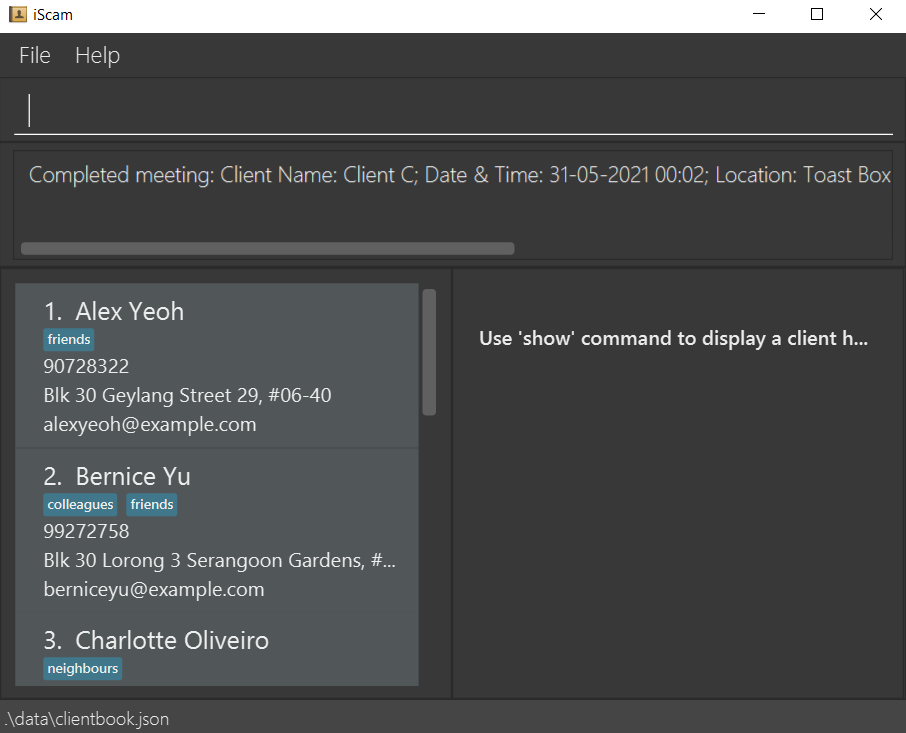 iScam
File Help
Completed meeting: Client Name: Client C; Date & Time: 31-05-2021 00:02; Location: Toast Box
1. Alex Yeoh
friends
90728322
Blk 30 Geylang Street 29, #06-40
alexyeoh@example.com
2. Bernice Yu
colleagues friends
99272758
Blk 30 Lorong 3 Serangoon Gardens, #...
berniceyu@example.com
3. Charlotte Oliveiro
neighbours
Use 'show' command to display a client h...
.\data\clientbook.json